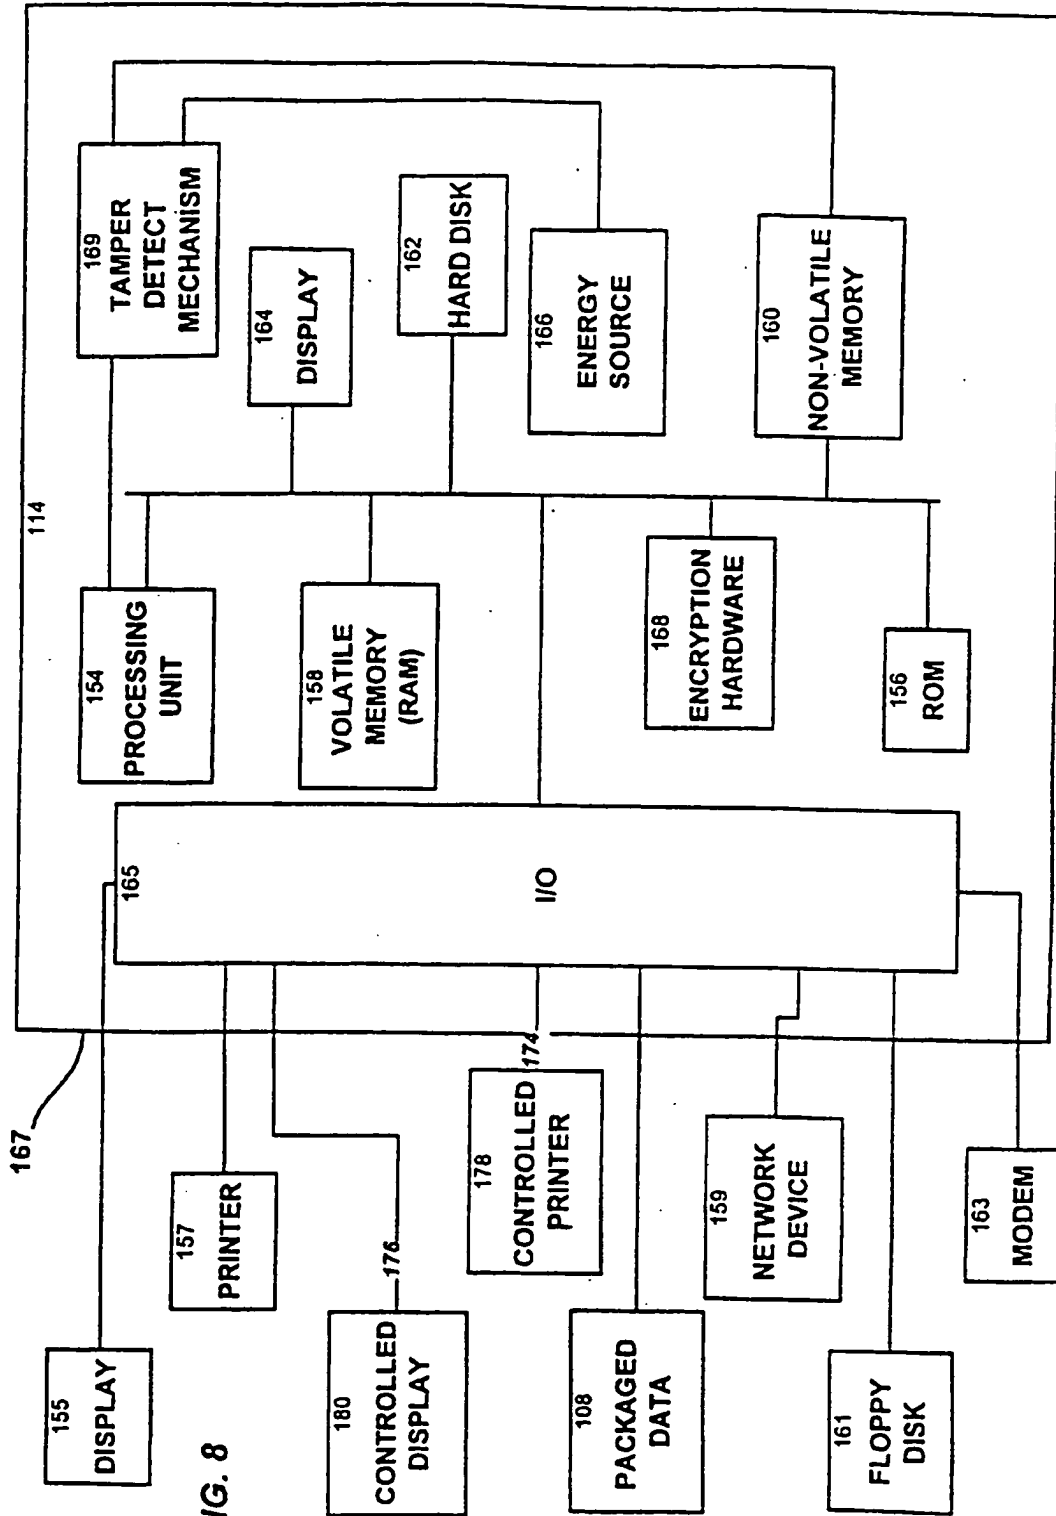 167
114
155
DISPLAY
157
PRINTER
FIG. 8
180
CONTROLLED
DISPLAY
176
178
CONTROLLED
PRINTER
174
108
PACKAGED
DATA
159
NETWORK
DEVICE
161
FLOPPY
DISK
163
MODEM
165
I/O
154
PROCESSING
UNIT
158
VOLATILE
MEMORY
(RAM)
168
ENCRYPTION
HARDWARE
156
ROM
169
TAMPER
DETECT
MECHANISM
164
DISPLAY
162
HARD DISK
166
ENERGY
SOURCE
160
NON-VOLATILE
MEMORY